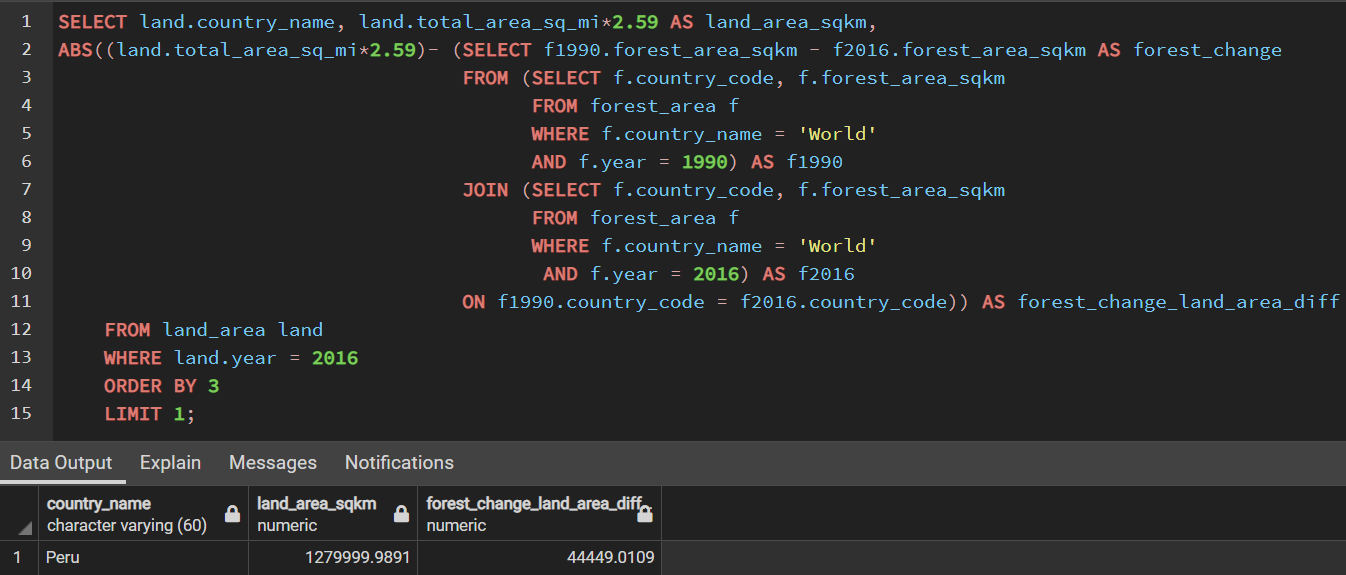 1 SELECT land.country_name, land.total_area_sq_mi*2.59 AS land_area_sqkm,
2 ABS((land.total_area_sq_mi*2.59)- (SELECT f1990.forest_area_sqkm - f2016.forest_area_sqkm AS forest_change
3 FROM (SELECT f.country_code, f.forest_area_sqkm
4 FROM forest_area f
5 WHERE f.country_name = 'World'
6 AND f.year = 1990) AS f1990
7 JOIN (SELECT f.country_code, f.forest_area_sqkm
8 FROM forest_area f
9 WHERE f.country_name = 'World'
10 AND f.year = 2016) AS f2016
11 ON f1990.country_code = f2016.country_code)) AS forest_change_land_area_diff
12 FROM land_area land
13 WHERE land.year = 2016
14 ORDER BY 3
15 LIMIT 1;
Data Output Explain Messages Notifications
country_name land_area_sqkm forest_change_land_area_diff
character varying (60) numeric numeric
1 Peru 1279999.9891 44449.0109